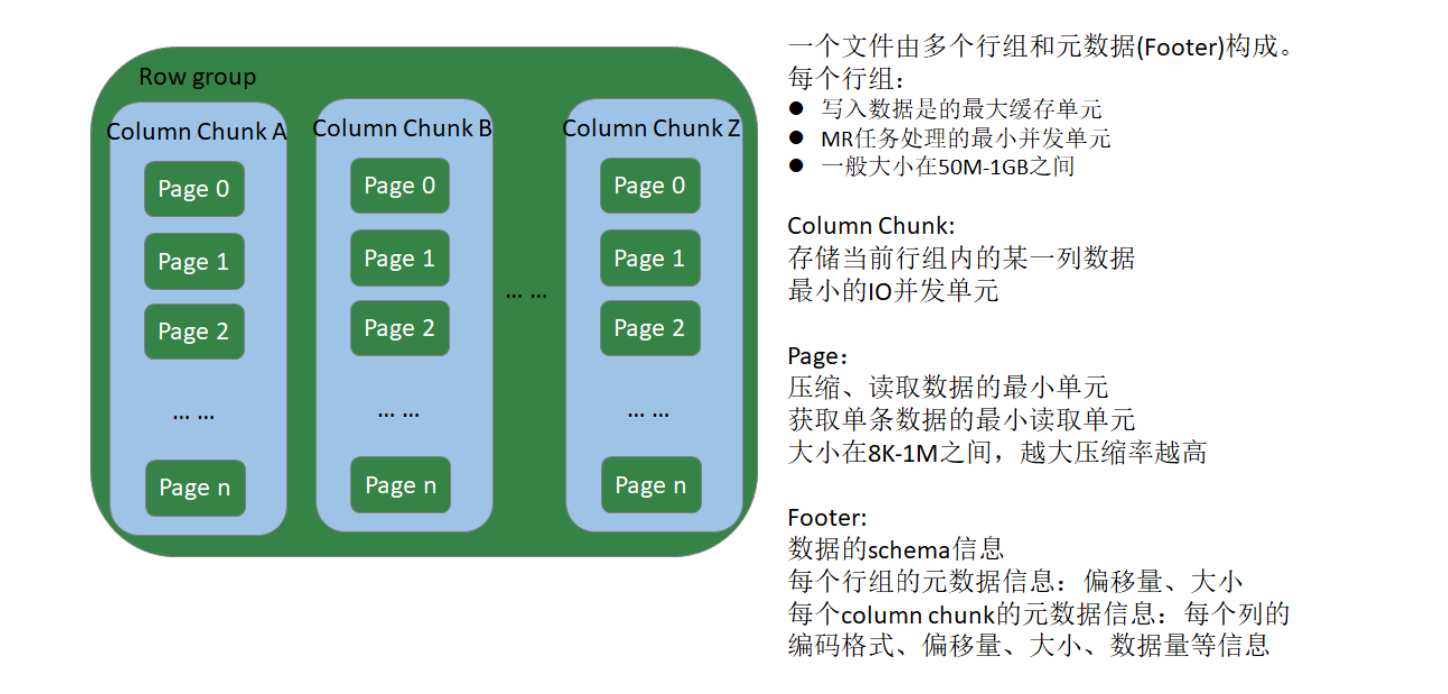 Row group
Column Chunk A
Page 0
Page 1
Page 2
... ...
Page n
Column Chunk B
Page 0
Page 1
Page 2
... ...
Page n
... ...
Column Chunk Z
Page 0
Page 1
Page 2
... ...
Page n
一个文件由多个行组和元数据(Footer)构成。
每个行组：
● 写入数据是的最大缓存单元
● MR任务处理的最小并发单元
● 一般大小在50M-1GB之间
Column Chunk:
存储当前行组内的某一列数据
最小的IO并发单元
Page：
压缩、读取数据的最小单元
获取单条数据的最小读取单元
大小在8K-1M之间，越大压缩率越高
Footer:
数据的schema信息
每个行组的元数据信息：偏移量、大小
每个column chunk的元数据信息：每个列的
编码格式、偏移量、大小、数据量等信息